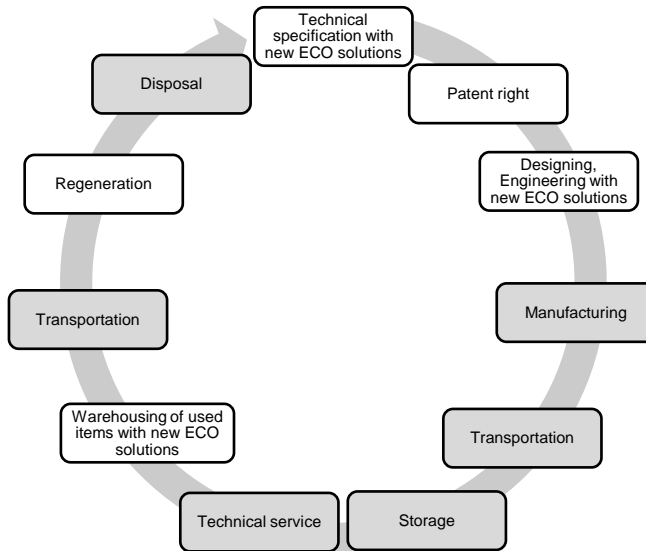 Technical
specification with
new ECO solutions
Patent right
Designing,
Engineering with
new ECO solutions
Manufacturing
Transportation
Storage
Technical service
Warehousing of used
items with new ECO
solutions
Transportation
Regeneration
Disposal